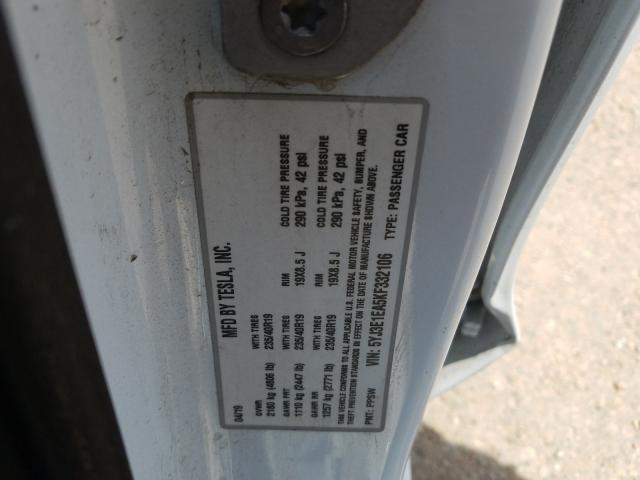 MFD BY TESLA, INC.
04/19
GVWR WITH TIRES RIM COLD TIRE PRESSURE
2180 kg (4806 lb) 235/40R19 19X8.5 J 290 kPa, 42 psi
GAWR FRT WITH TIRES RIM COLD TIRE PRESSURE
1110 kg (2447 lb) 235/40R19 19X8.5 J 290 kPa, 42 psi
GAWR RR
1257 kg (2771 lb) 235/40R19
THIS VEHICLE CONFORMS TO ALL APPLICABLE U.S. FEDERAL MOTOR VEHICLE SAFETY, BUMPER, AND
THEFT PREVENTION STANDARDS IN EFFECT ON THE DATE OF MANUFACTURE SHOWN ABOVE.
VIN: 5YJ3E1EA5KF332106 TYPE: PASSENGER CAR
PNT: PPSW